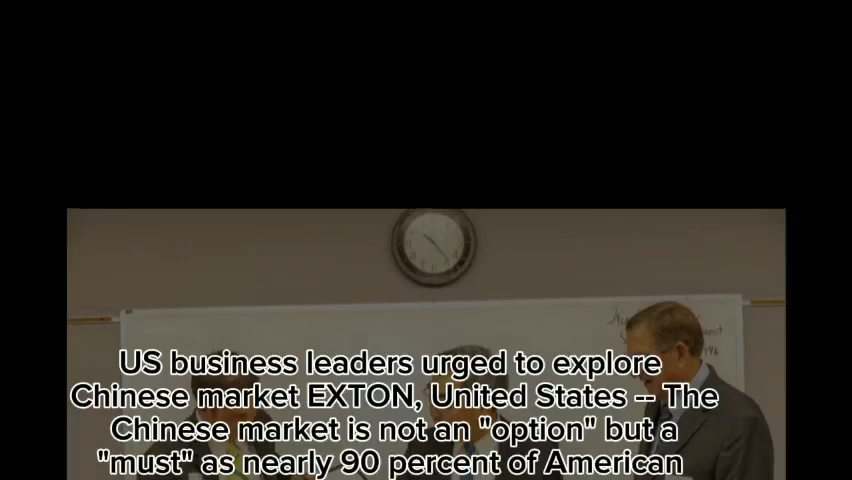 US business leaders urged to explore
Chinese market EXTON, United States -- The
Chinese market is not an "option" but a
"must" as nearly 90 percent of American